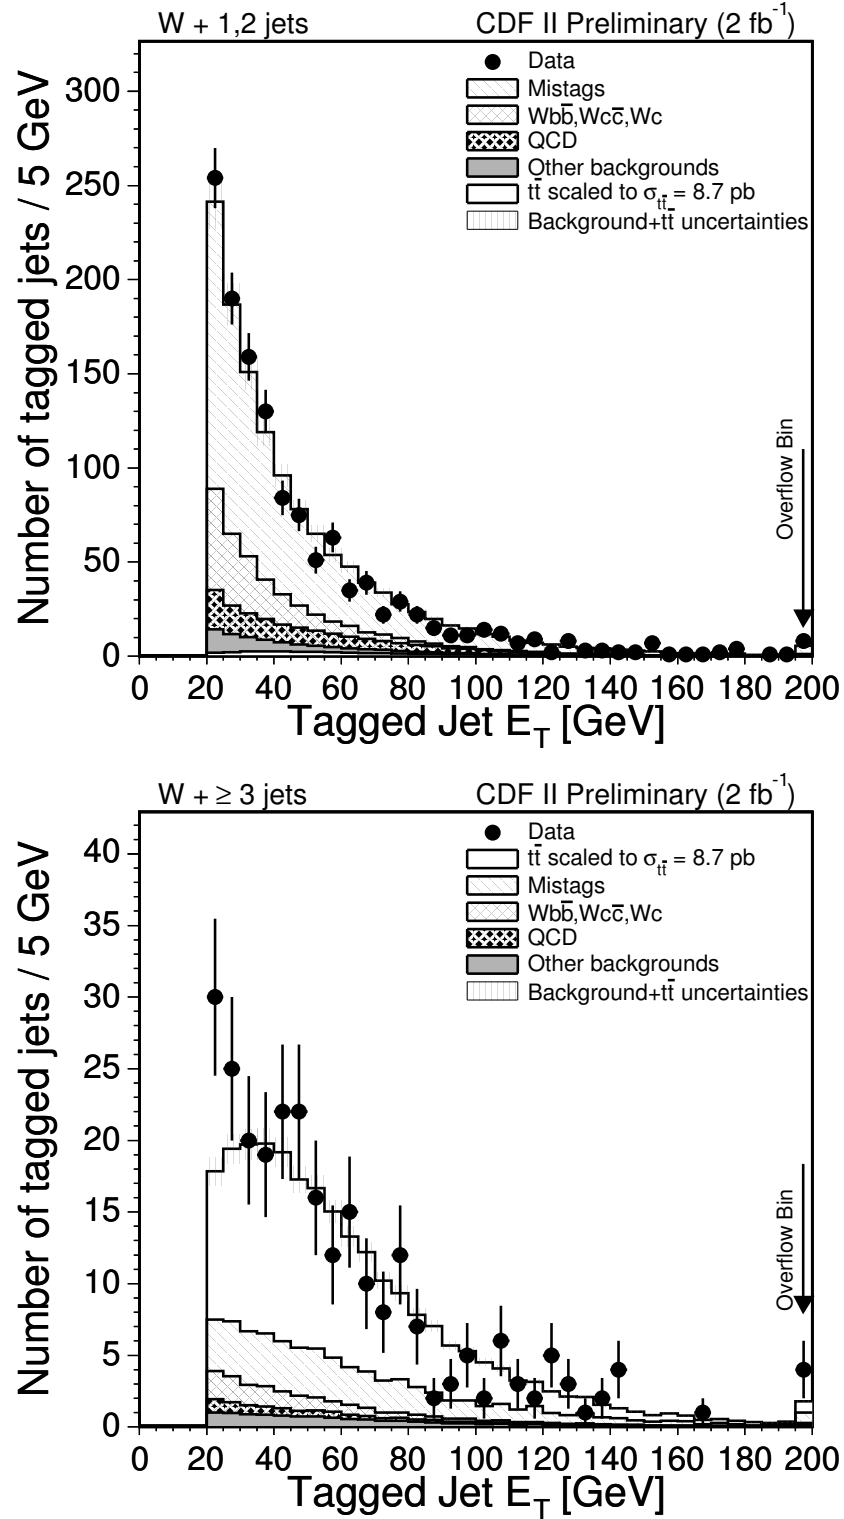 W + 1,2 jets CDF II Preliminary (2 fb⁻¹)
Number of tagged jets / 5 GeV
300
250
200
150
100
50
0
Data
Mistags
Wbb̄,Wcc̄,Wc
QCD
Other backgrounds
tt̄ scaled to σtt̄ = 8.7 pb
Background+tt̄ uncertainties
Overflow Bin
0 20 40 60 80 100 120 140 160 180 200
Tagged Jet E_T [GeV]
W + ≥ 3 jets CDF II Preliminary (2 fb⁻¹)
Number of tagged jets / 5 GeV
40
35
30
25
20
15
10
5
0
Data
tt̄ scaled to σtt̄ = 8.7 pb
Mistags
Wbb̄,Wcc̄,Wc
QCD
Other backgrounds
Background+tt̄ uncertainties
Overflow Bin
0 20 40 60 80 100 120 140 160 180 200
Tagged Jet E_T [GeV]